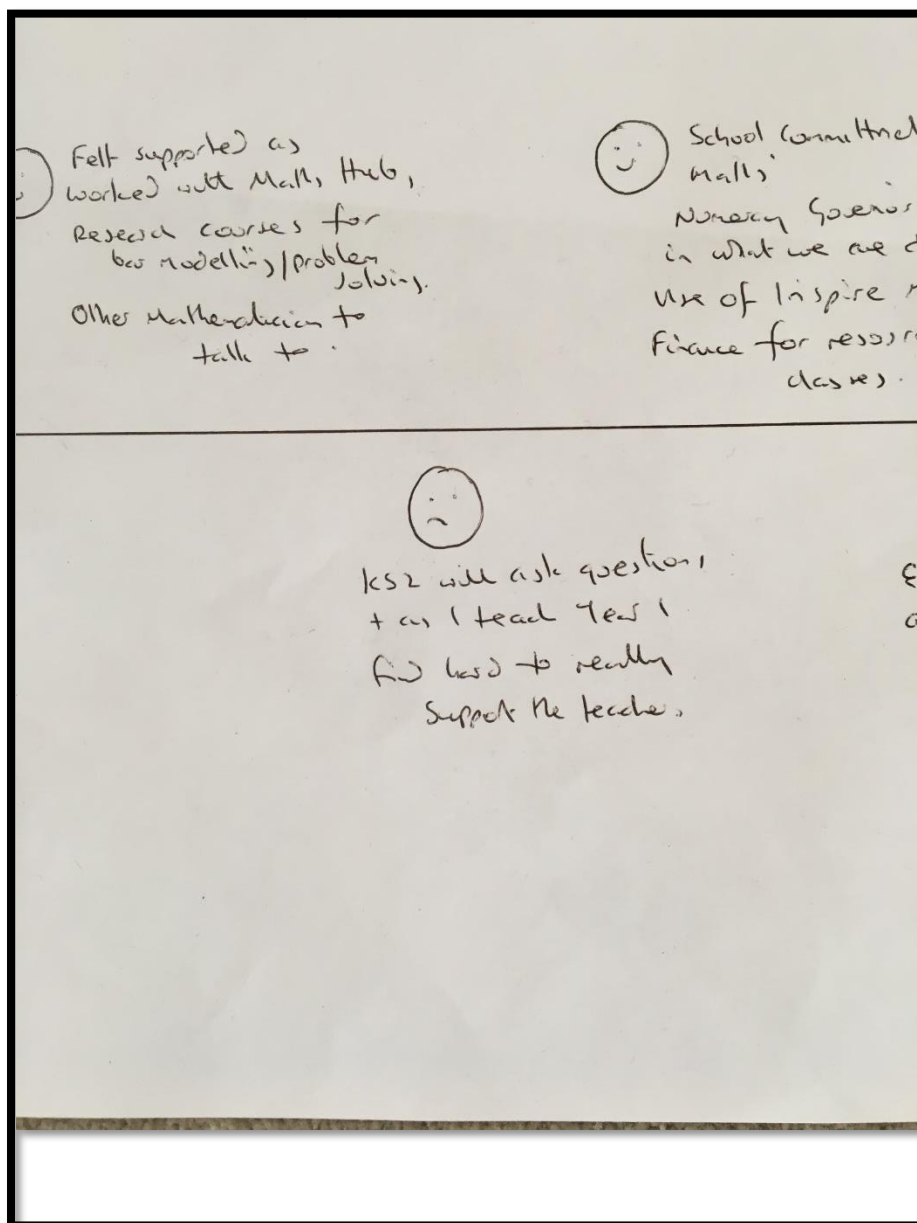 Felt supported as
worked with Maths Hub,
Research courses for
bar modelling/problem
solving.
Other Mathematician to
talk to.
School Committed
Maths
Numeracy Governor
in what we are
Use of Inspire
Finance for
classes.
KS2 will ask questions,
+ as I teach Year 1
find hard to really
support the teacher.